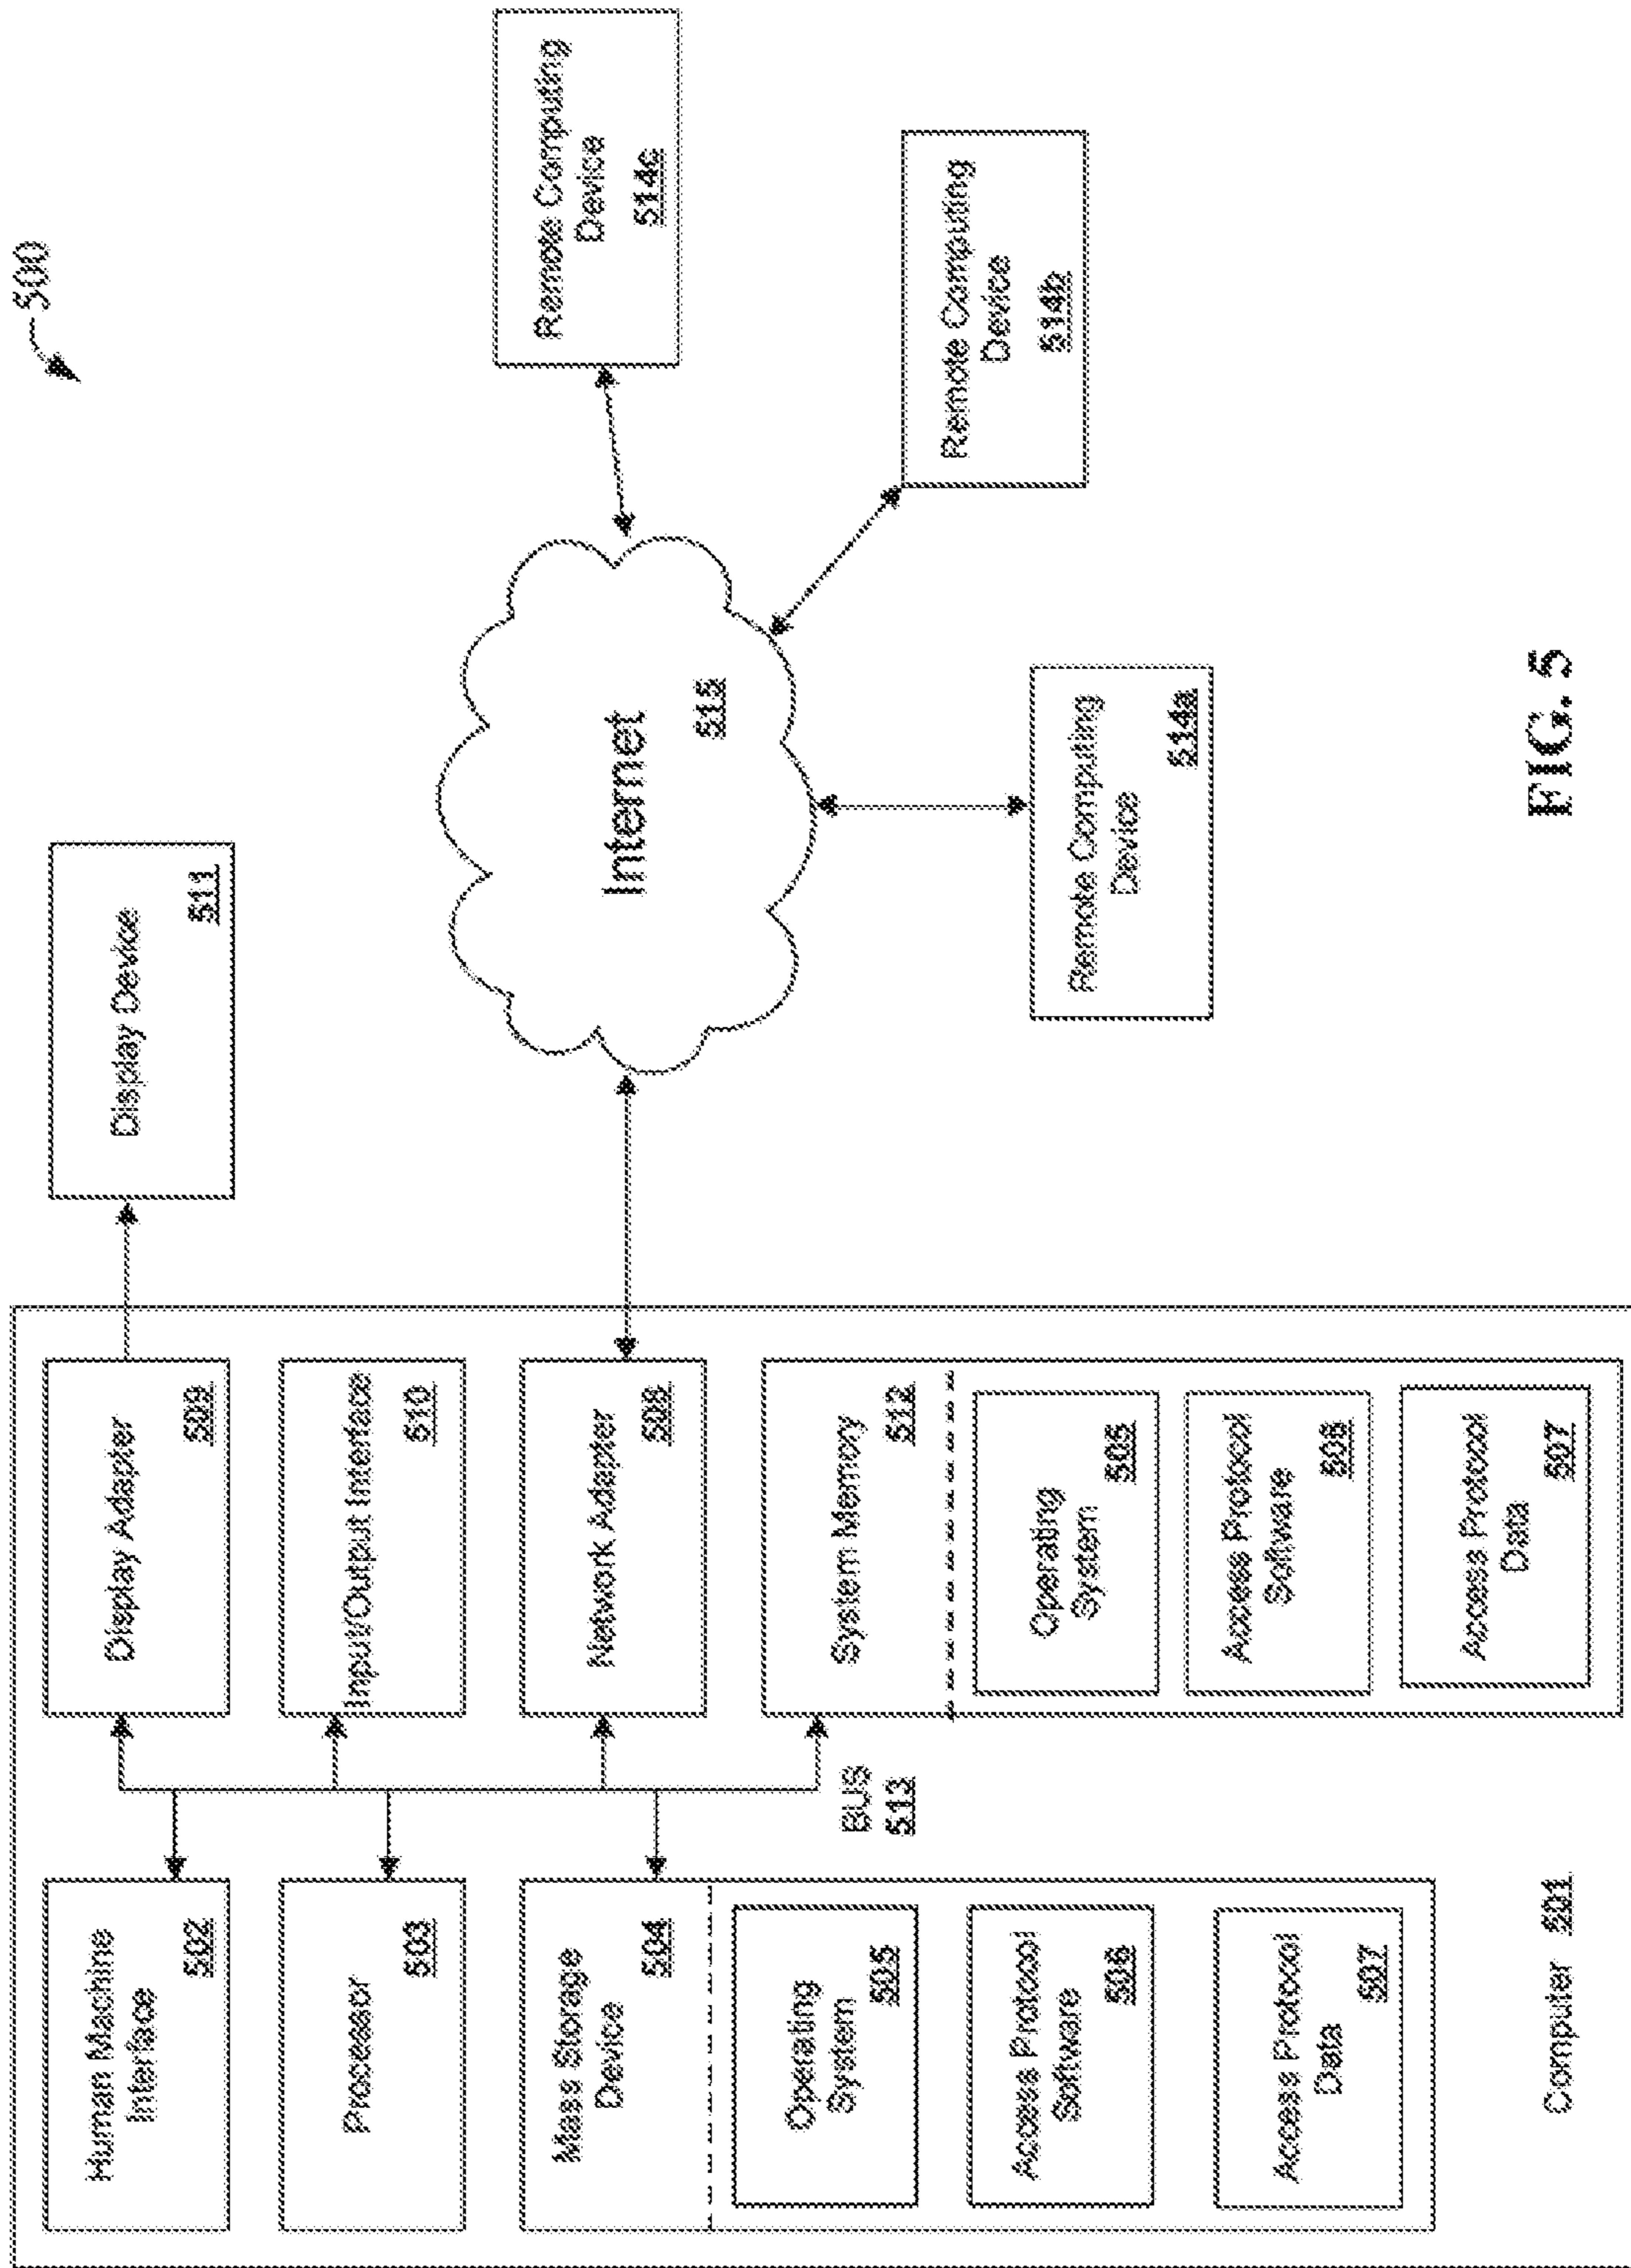 500
Human Machine
Interface
502
Processor
503
Mass Storage
Device
504
Operating
System
505
Access Protocol
Software
506
Access Protocol
Data
507
Computer 501
BUS
513
Display Adapter
509
Input/Output Interface
510
Network Adapter
508
System Memory
512
Operating
System
505
Access Protocol
Software
506
Access Protocol
Data
507
Display Device
511
Internet
515
Remote Computing
Device
514a
Remote Computing
Device
514b
Remote Computing
Device
514c
FIG. 5